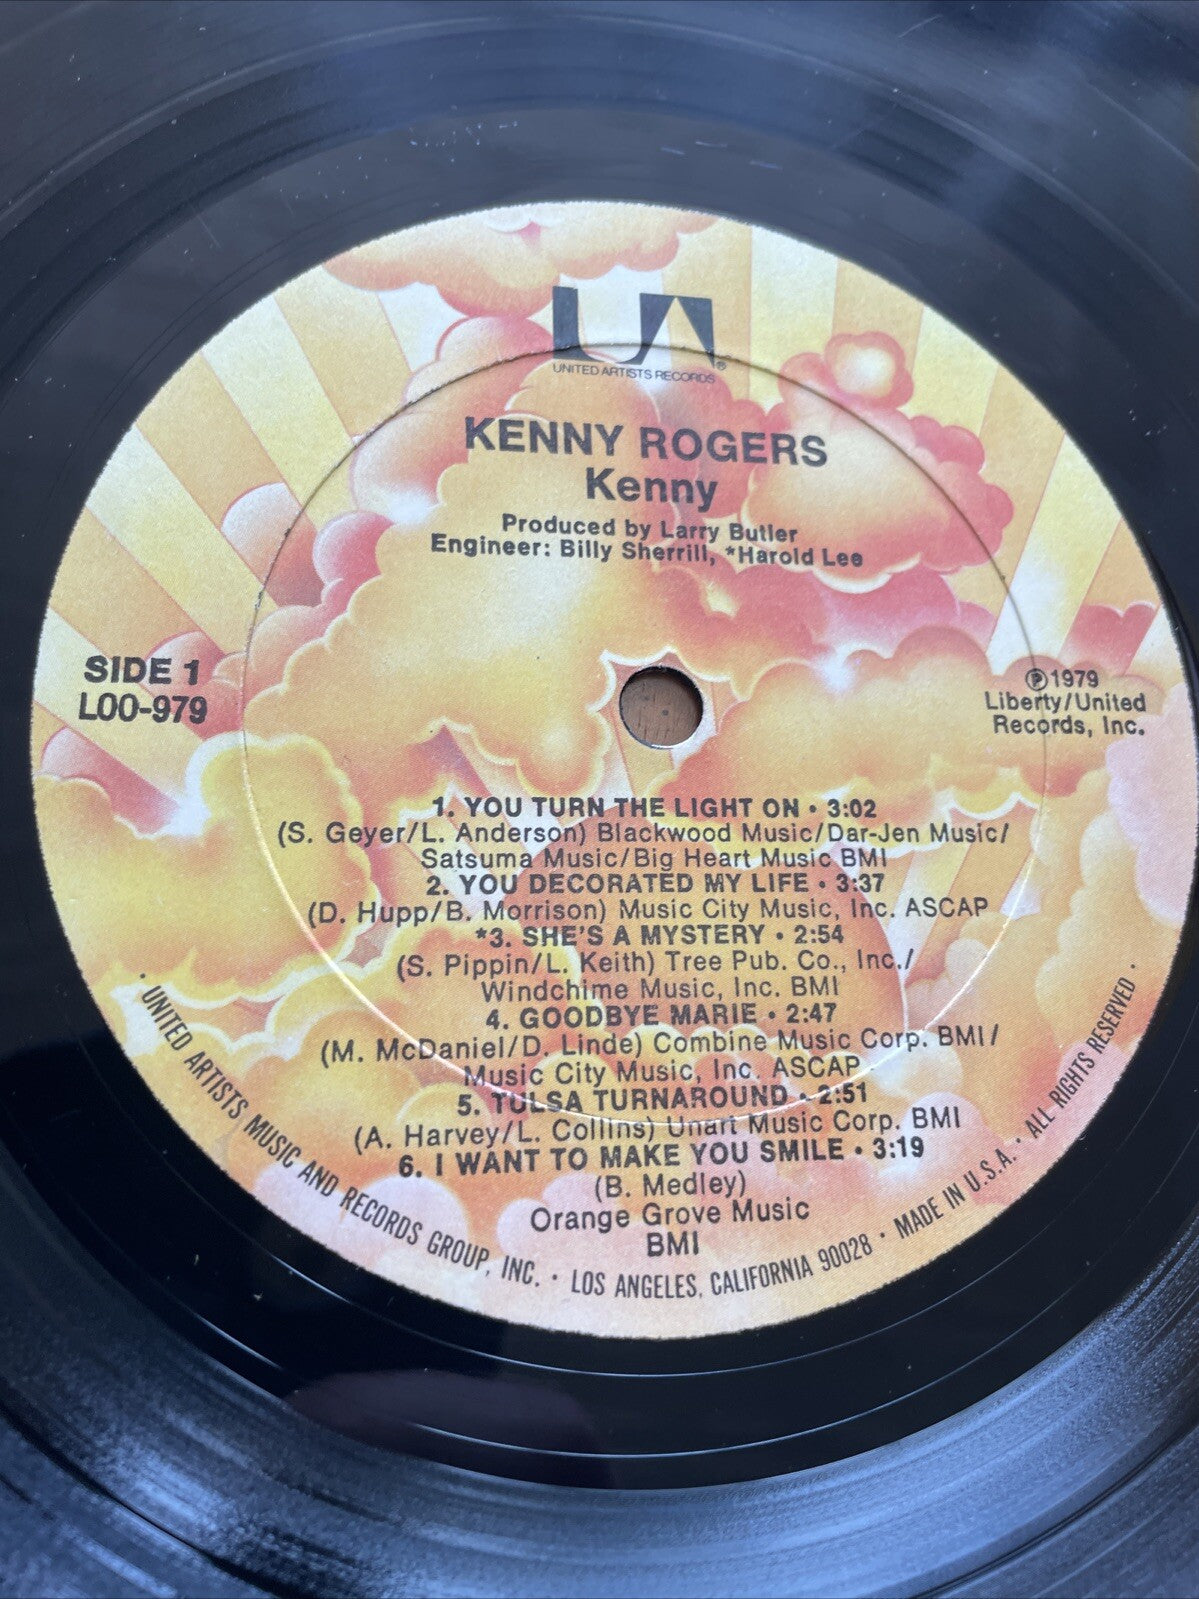 UA®
UNITED ARTISTS RECORDS
KENNY ROGERS
Kenny
Produced by Larry Butler
Engineer: Billy Sherrill, *Harold Lee
SIDE 1
LOO-979
℗1979
Liberty/United
Records, Inc.
1. YOU TURN THE LIGHT ON • 3:02
(S. Geyer/L. Anderson) Blackwood Music/Dar-Jen Music/
Satsuma Music/Big Heart Music BMI
2. YOU DECORATED MY LIFE • 3:37
(D. Hupp/B. Morrison) Music City Music, Inc. ASCAP
*3. SHE'S A MYSTERY • 2:54
(S. Pippin/L. Keith) Tree Pub. Co., Inc./
Windchime Music, Inc. BMI
4. GOODBYE MARIE • 2:47
(M. McDaniel/D. Linde) Combine Music Corp. BMI/
Music City Music, Inc. ASCAP
5. TULSA TURNAROUND • 2:51
(A. Harvey/L. Collins) Unart Music Corp. BMI
6. I WANT TO MAKE YOU SMILE • 3:19
(B. Medley)
Orange Grove Music
BMI
• UNITED ARTISTS MUSIC AND RECORDS GROUP, INC. • LOS ANGELES, CALIFORNIA 90028 • MADE IN U.S.A. • ALL RIGHTS RESERVED •